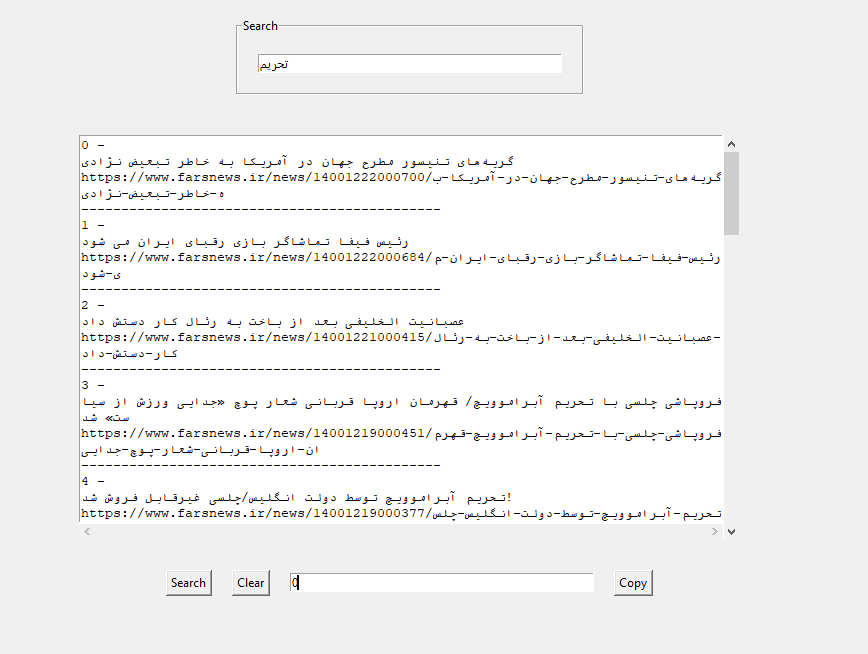 Search
تحریم
0 -
گریه‌های تنیسور مطرح جهان در آمریکا به خاطر تبعیض نژادی
https://www.farsnews.ir/news/14001222000700/گریه‌های-تنیسور-مطرح-جهان-در-آمریکا-ب
ه-خاطر-تبعیض-نژادی
---------------------------------------------
1 -
رئیس فیفا تماشاگر بازی رقبای ایران می شود
https://www.farsnews.ir/news/14001222000684/رئیس-فیفا-تماشاگر-بازی-رقبای-ایران-م
ی-شود
---------------------------------------------
2 -
عصبانیت الخلیفی بعد از باخت به رئال کار دستش داد
https://www.farsnews.ir/news/14001221000415/عصبانیت-الخلیفی-بعد-از-باخت-به-رئال-
کار-دستش-داد
---------------------------------------------
3 -
فروپاشی چلسی با تحریم آبراموویچ/ قهرمان اروپا قربانی شعار پوچ «جدایی ورزش از سیا
ست» شد
https://www.farsnews.ir/news/14001219000451/فروپاشی-چلسی-با-تحریم-آبراموویچ-قهرم
ان-اروپا-قربانی-شعار-پوچ-جدایی
---------------------------------------------
4 -
تحریم آبراموویچ توسط دولت انگلیس/چلسی غیرقابل فروش شد!
https://www.farsnews.ir/news/14001219000377/تحریم-آبراموویچ-توسط-دولت-انگلیس-چلس
Search
Clear
0
Copy